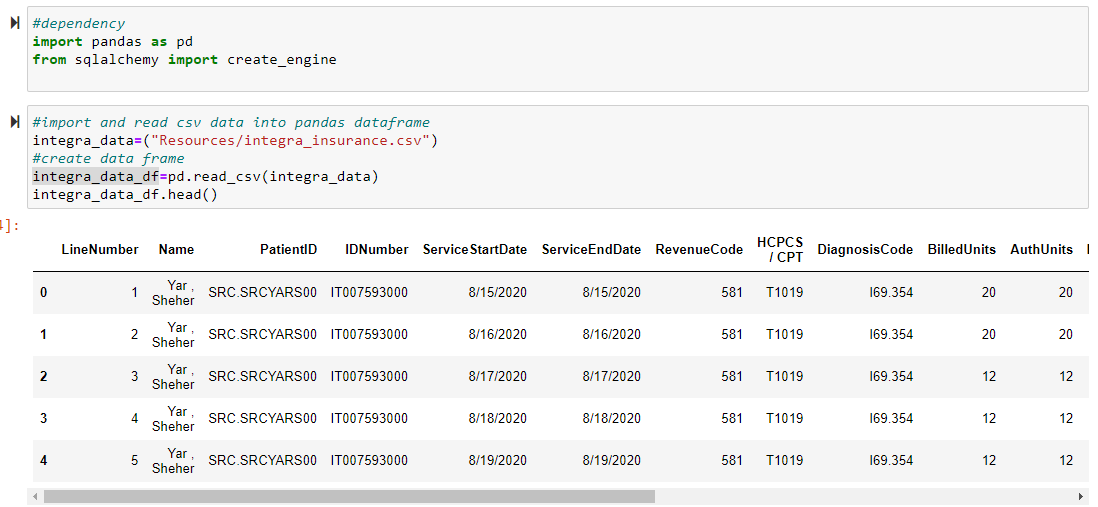 #dependency
import pandas as pd
from sqlalchemy import create_engine
#import and read csv data into pandas dataframe
integra_data=("Resources/integra_insurance.csv")
#create data frame
integra_data_df=pd.read_csv(integra_data)
integra_data_df.head()
4]:
LineNumber Name PatientID IDNumber ServiceStartDate ServiceEndDate RevenueCode HCPCS / CPT DiagnosisCode BilledUnits AuthUnits
0 1 Yar , Sheher SRC.SRCYARS00 IT007593000 8/15/2020 8/15/2020 581 T1019 I69.354 20 20
1 2 Yar , Sheher SRC.SRCYARS00 IT007593000 8/16/2020 8/16/2020 581 T1019 I69.354 20 20
2 3 Yar , Sheher SRC.SRCYARS00 IT007593000 8/17/2020 8/17/2020 581 T1019 I69.354 12 12
3 4 Yar , Sheher SRC.SRCYARS00 IT007593000 8/18/2020 8/18/2020 581 T1019 I69.354 12 12
4 5 Yar , Sheher SRC.SRCYARS00 IT007593000 8/19/2020 8/19/2020 581 T1019 I69.354 12 12